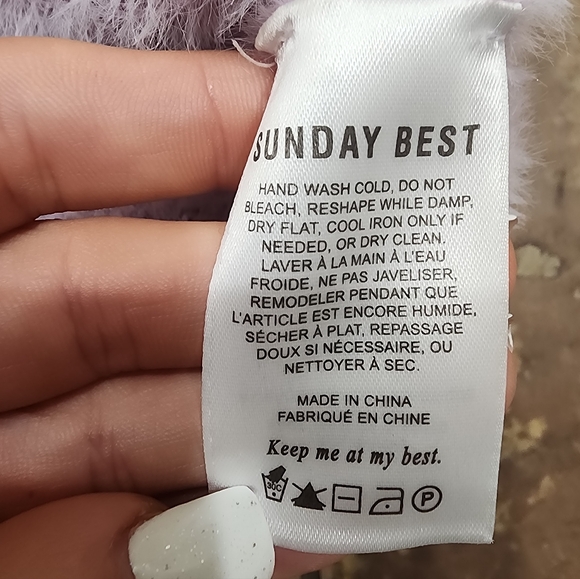 SUNDAY BEST
HAND WASH COLD, DO NOT
BLEACH, RESHAPE WHILE DAMP,
DRY FLAT, COOL IRON ONLY IF
NEEDED, OR DRY CLEAN.
LAVER À LA MAIN À L'EAU
FROIDE, NE PAS JAVELISER,
REMODELER PENDANT QUE
L'ARTICLE EST ENCORE HUMIDE,
SÉCHER À PLAT, REPASSAGE
DOUX SI NÉCESSAIRE, OU
NETTOYER À SEC.
MADE IN CHINA
FABRIQUÉ EN CHINE
Keep me at my best.
30C P